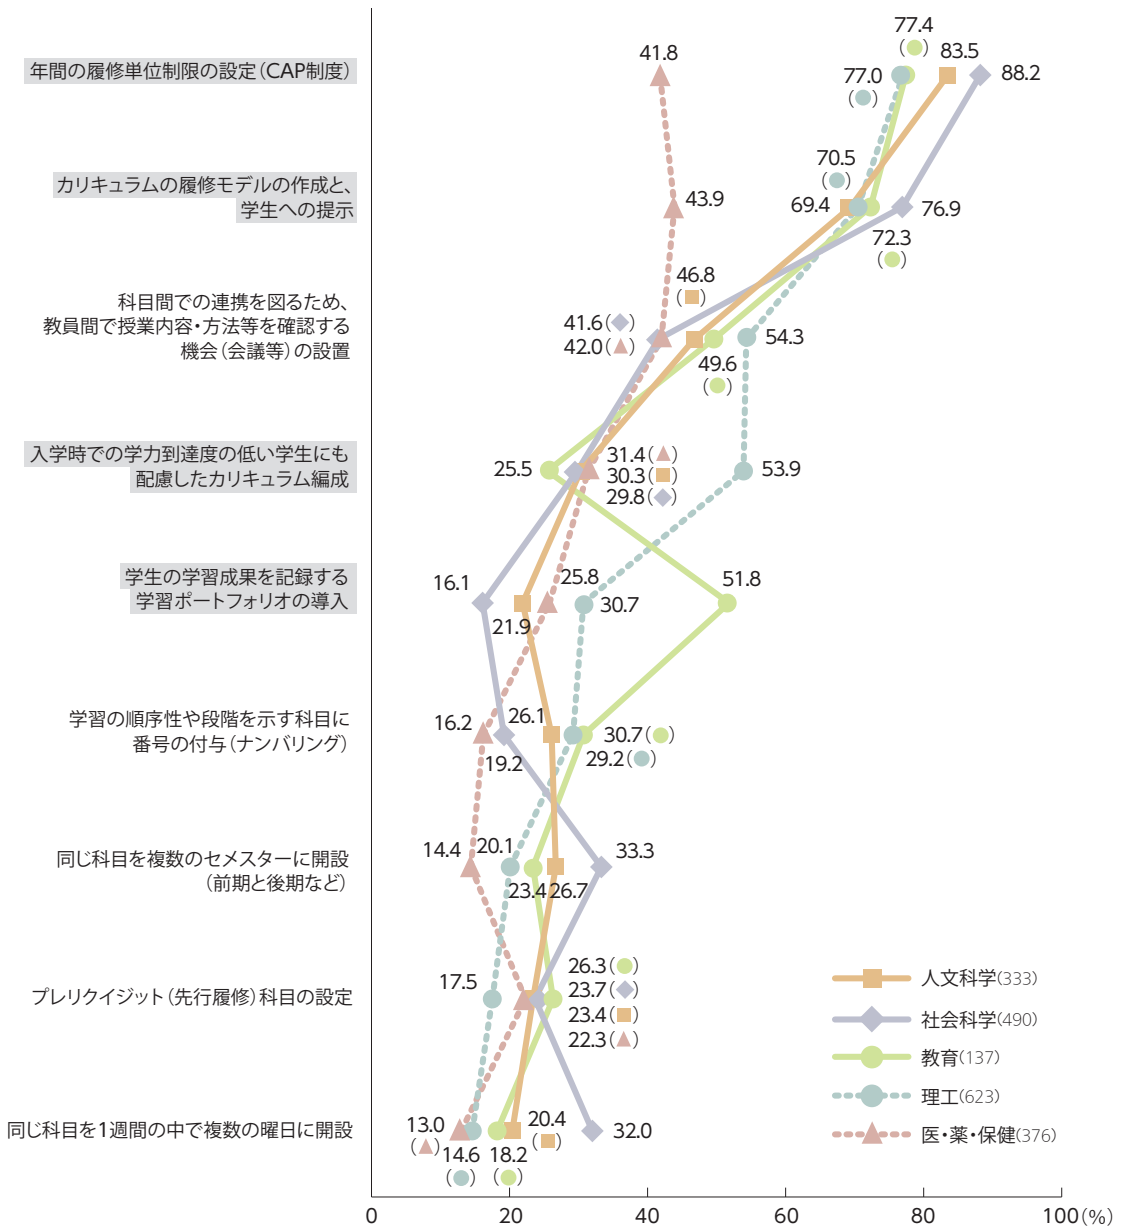 77.4
83.5
41.8
年間の履修単位制限の設定（CAP制度）
77.0
88.2
70.5
カリキュラムの履修モデルの作成と、
学生への提示
43.9
69.4
76.9
72.3
46.8
科目間での連携を図るため、
教員間で授業内容・方法等を確認する
機会（会議等）の設置
41.6
42.0
54.3
49.6
入学時での学力到達度の低い学生にも
配慮したカリキュラム編成
25.5
31.4
30.3
29.8
53.9
学生の学習成果を記録する
学習ポートフォリオの導入
16.1
25.8
51.8
30.7
21.9
学習の順序性や段階を示す科目に
番号の付与（ナンバリング）
16.2
26.1
30.7
29.2
19.2
同じ科目を複数のセメスターに開設
（前期と後期など）
14.4
20.1
33.3
23.4
26.7
プレリクイジット（先行履修）科目の設定
17.5
26.3
23.7
23.4
22.3
同じ科目を1週間の中で複数の曜日に開設
13.0
14.6
18.2
20.4
32.0
人文科学(333)
社会科学(490)
教育(137)
理工(623)
医・薬・保健(376)
0
20
40
60
80
100(%)